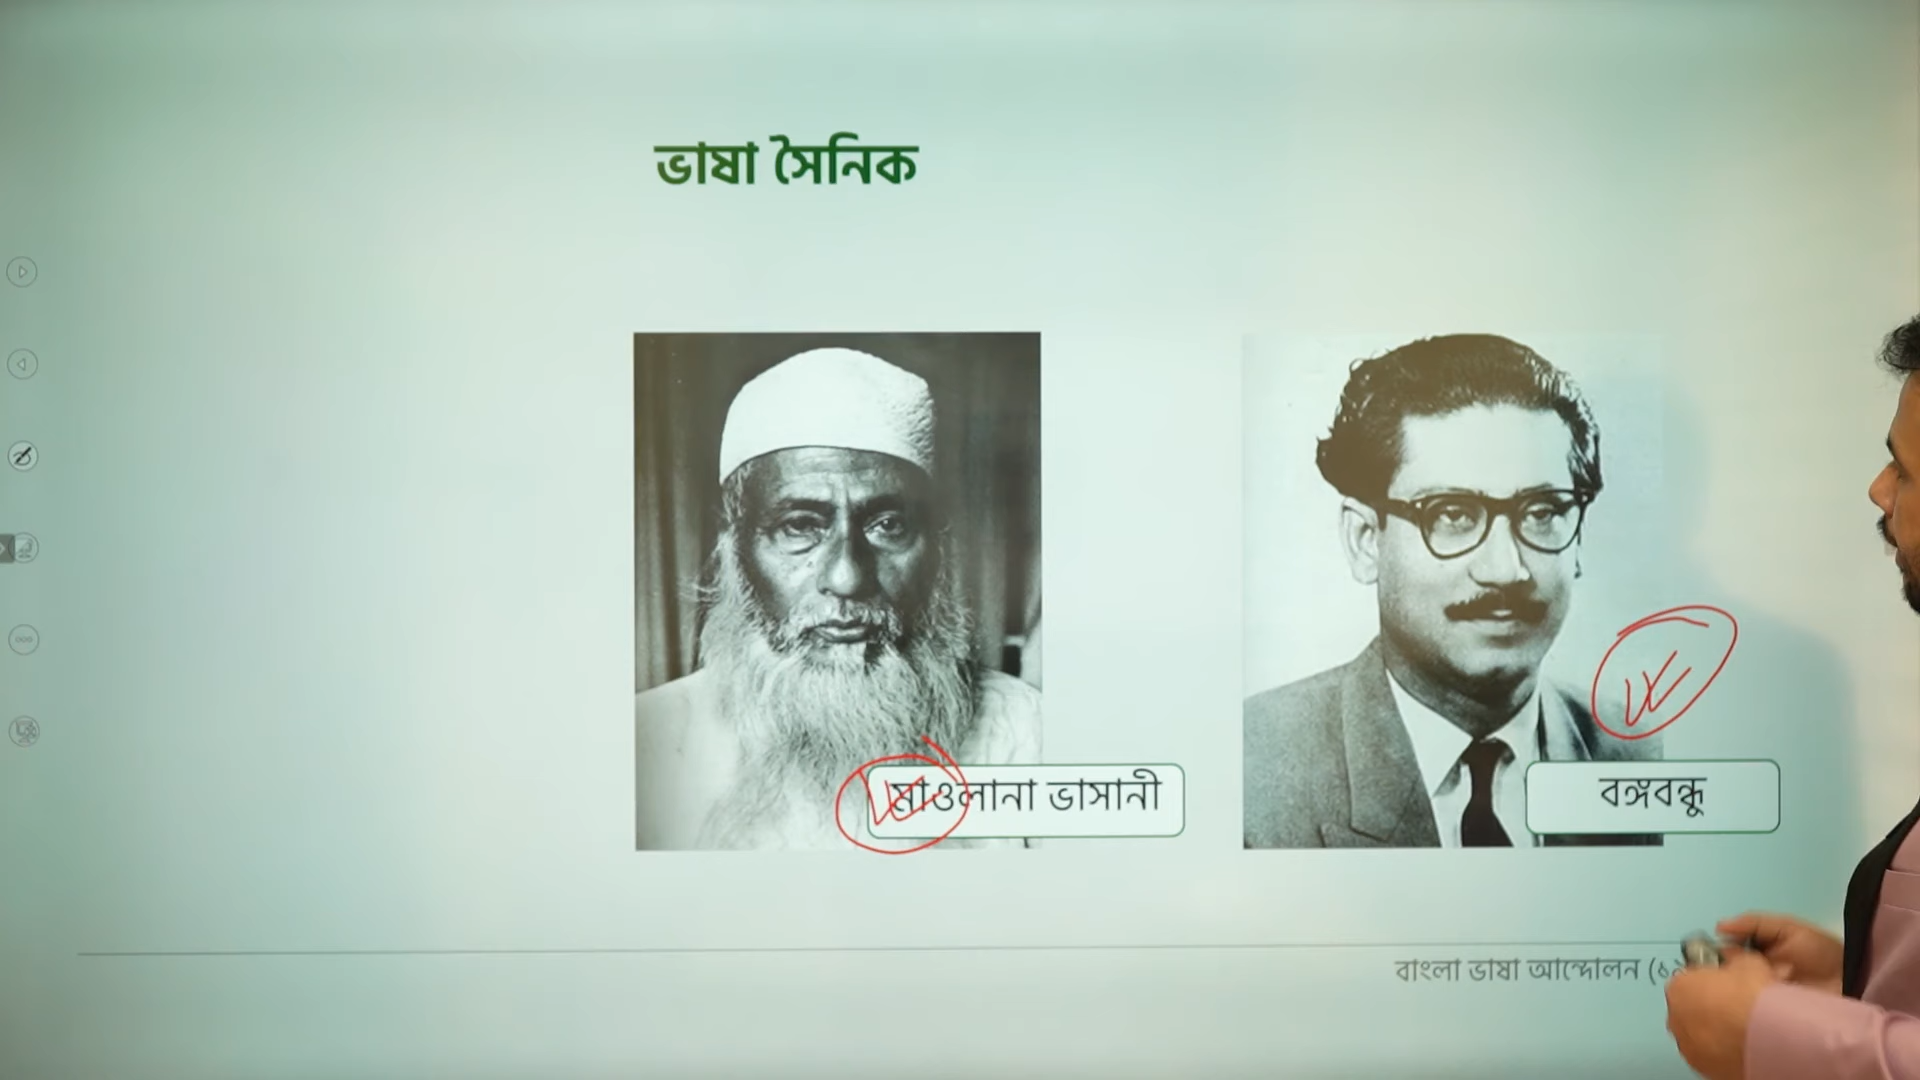 ভাষা সৈনিক
মাওলানা ভাসানী
বঙ্গবন্ধু
বাংলা ভাষা আন্দোলন